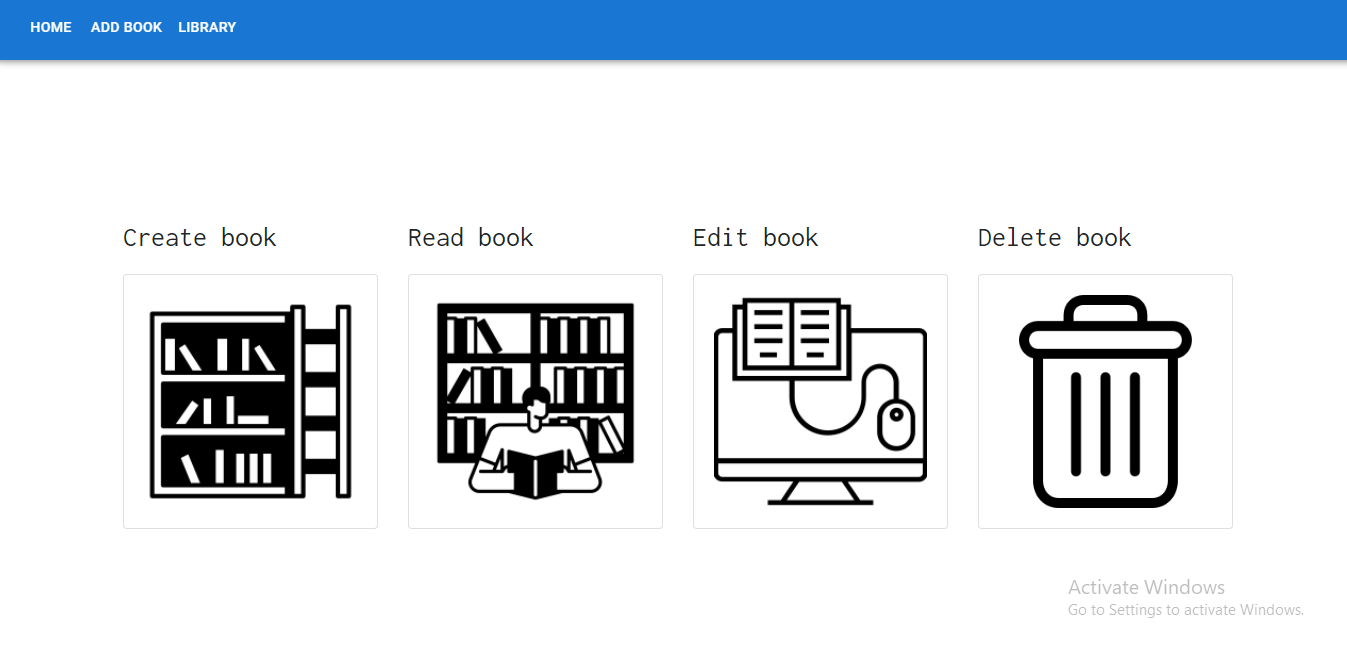 HOME ADD BOOK LIBRARY
Create book Read book Edit book Delete book
Activate Windows
Go to Settings to activate Windows.